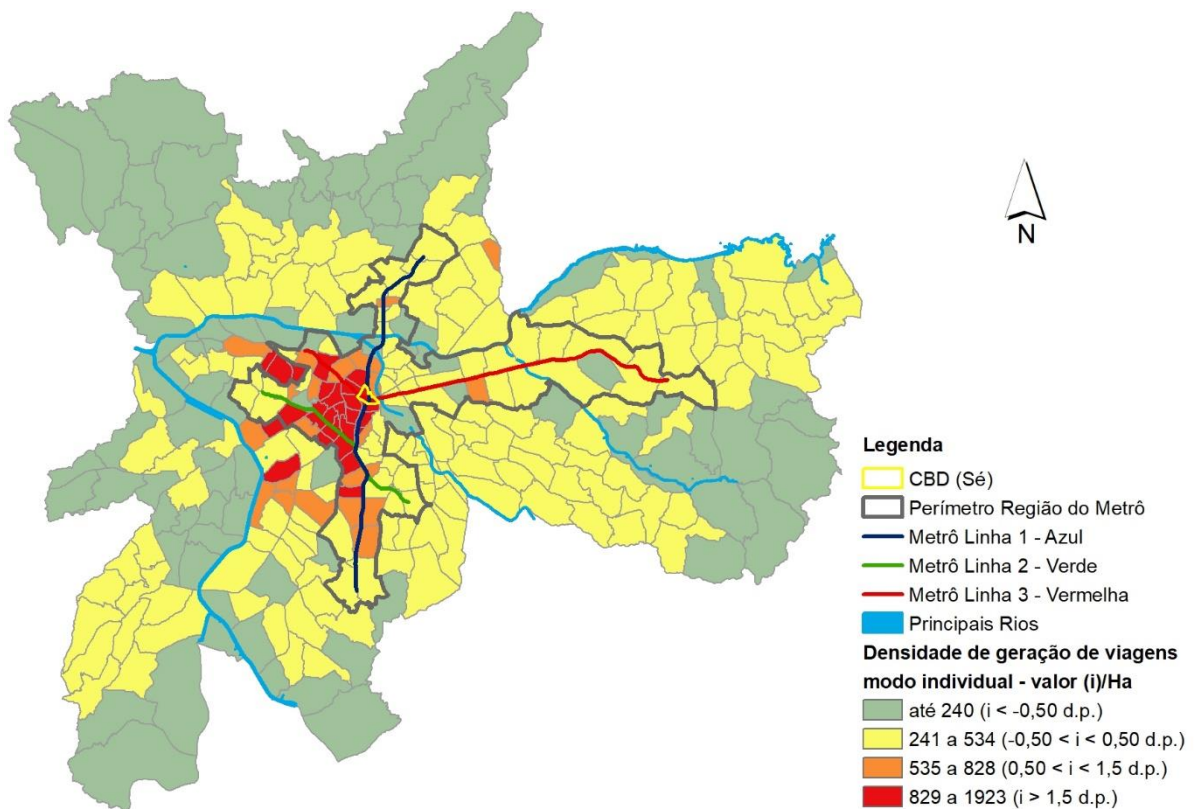 N
Legenda
CBD (Sé)
Perímetro Região do Metrô
Metrô Linha 1 - Azul
Metrô Linha 2 - Verde
Metrô Linha 3 - Vermelha
Principais Rios
Densidade de geração de viagens
modo individual - valor (i)/Ha
até 240 (i < -0,50 d.p.)
241 a 534 (-0,50 < i < 0,50 d.p.)
535 a 828 (0,50 < i < 1,5 d.p.)
829 a 1923 (i > 1,5 d.p.)